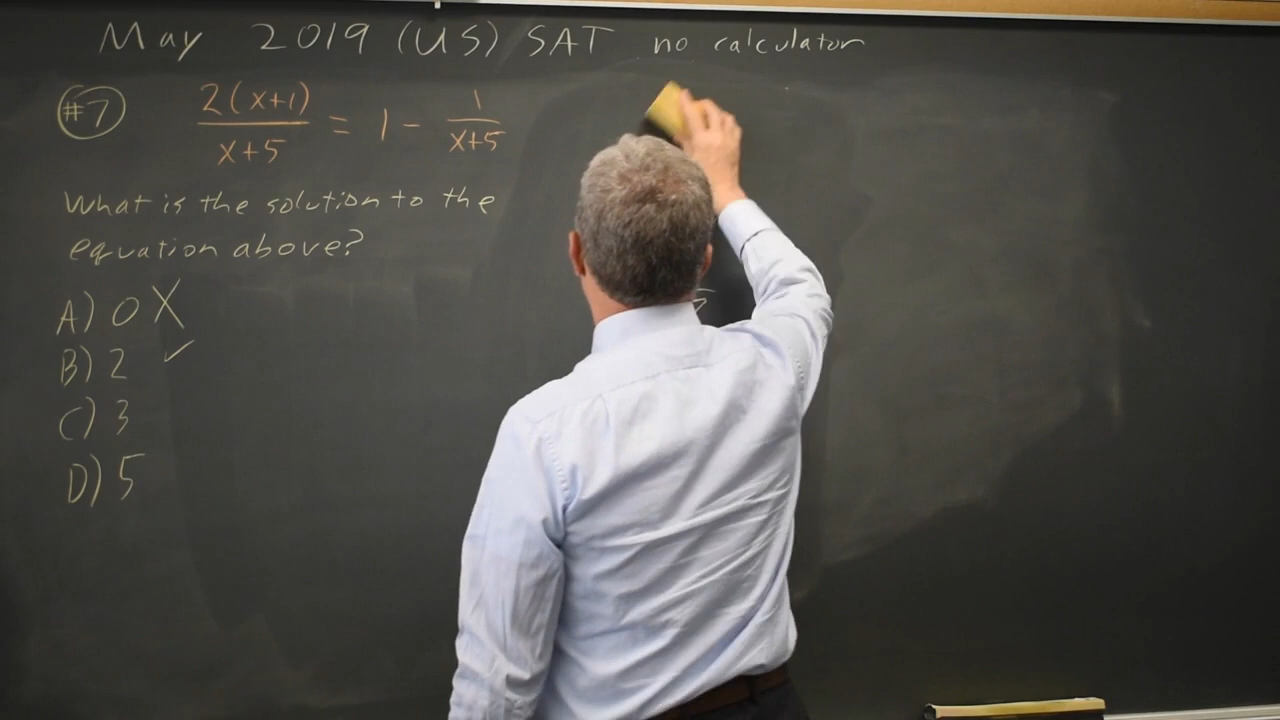 May 2019 (US) SAT no calculator
#7 2(x+1)/x+5 = 1 - 1/x+5
What is the solution to the
equation above?
A) 0 X
B) 2 ✓
C) 3
D) 5